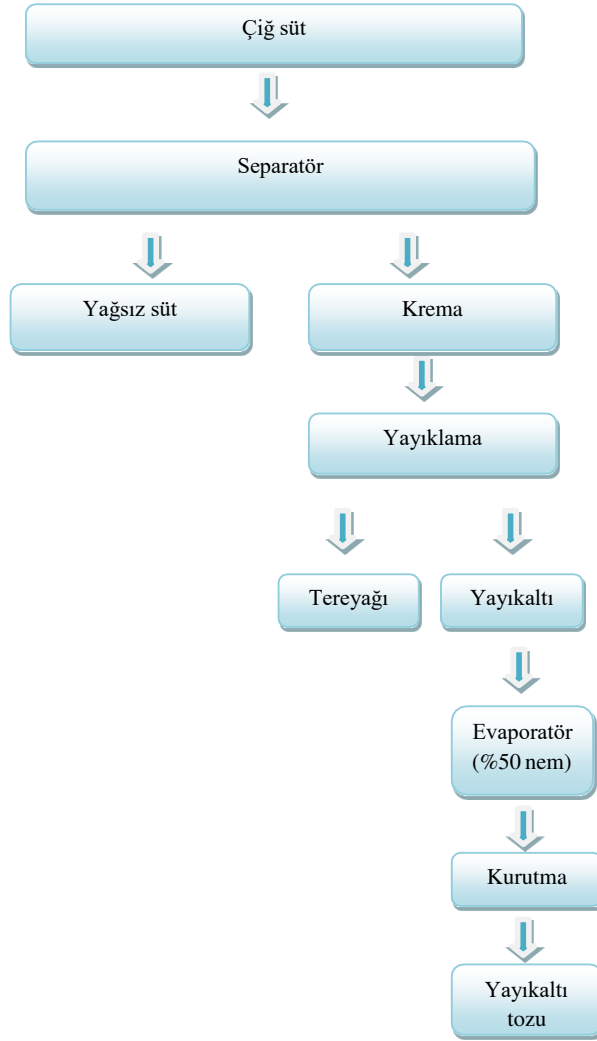 Çiğ süt
Separatör
Yağsız süt
Krema
Yayıklama
Tereyağı
Yayıkaltı
Evaporatör
(%50 nem)
Kurutma
Yayıkaltı
tozu